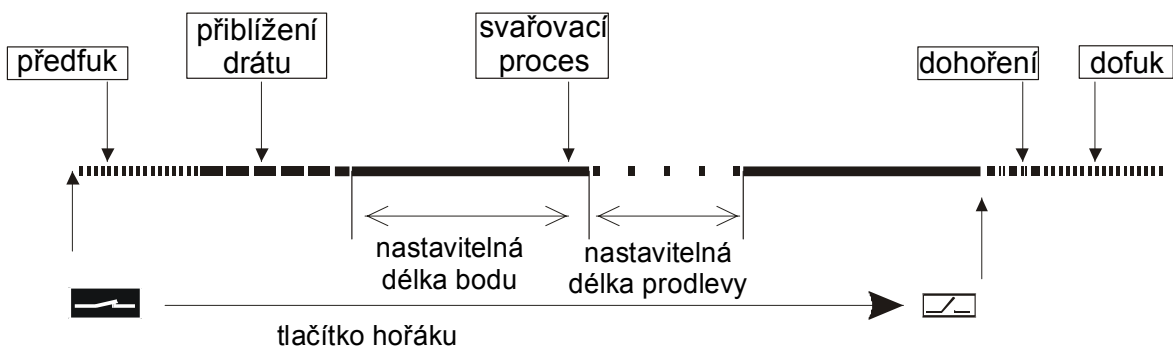 předfuk
přiblížení
drátu
svařovací
proces
dohoření
dofuk
nastavitelná
délka bodu
nastavitelná
délka prodlevy
tlačítko hořáku